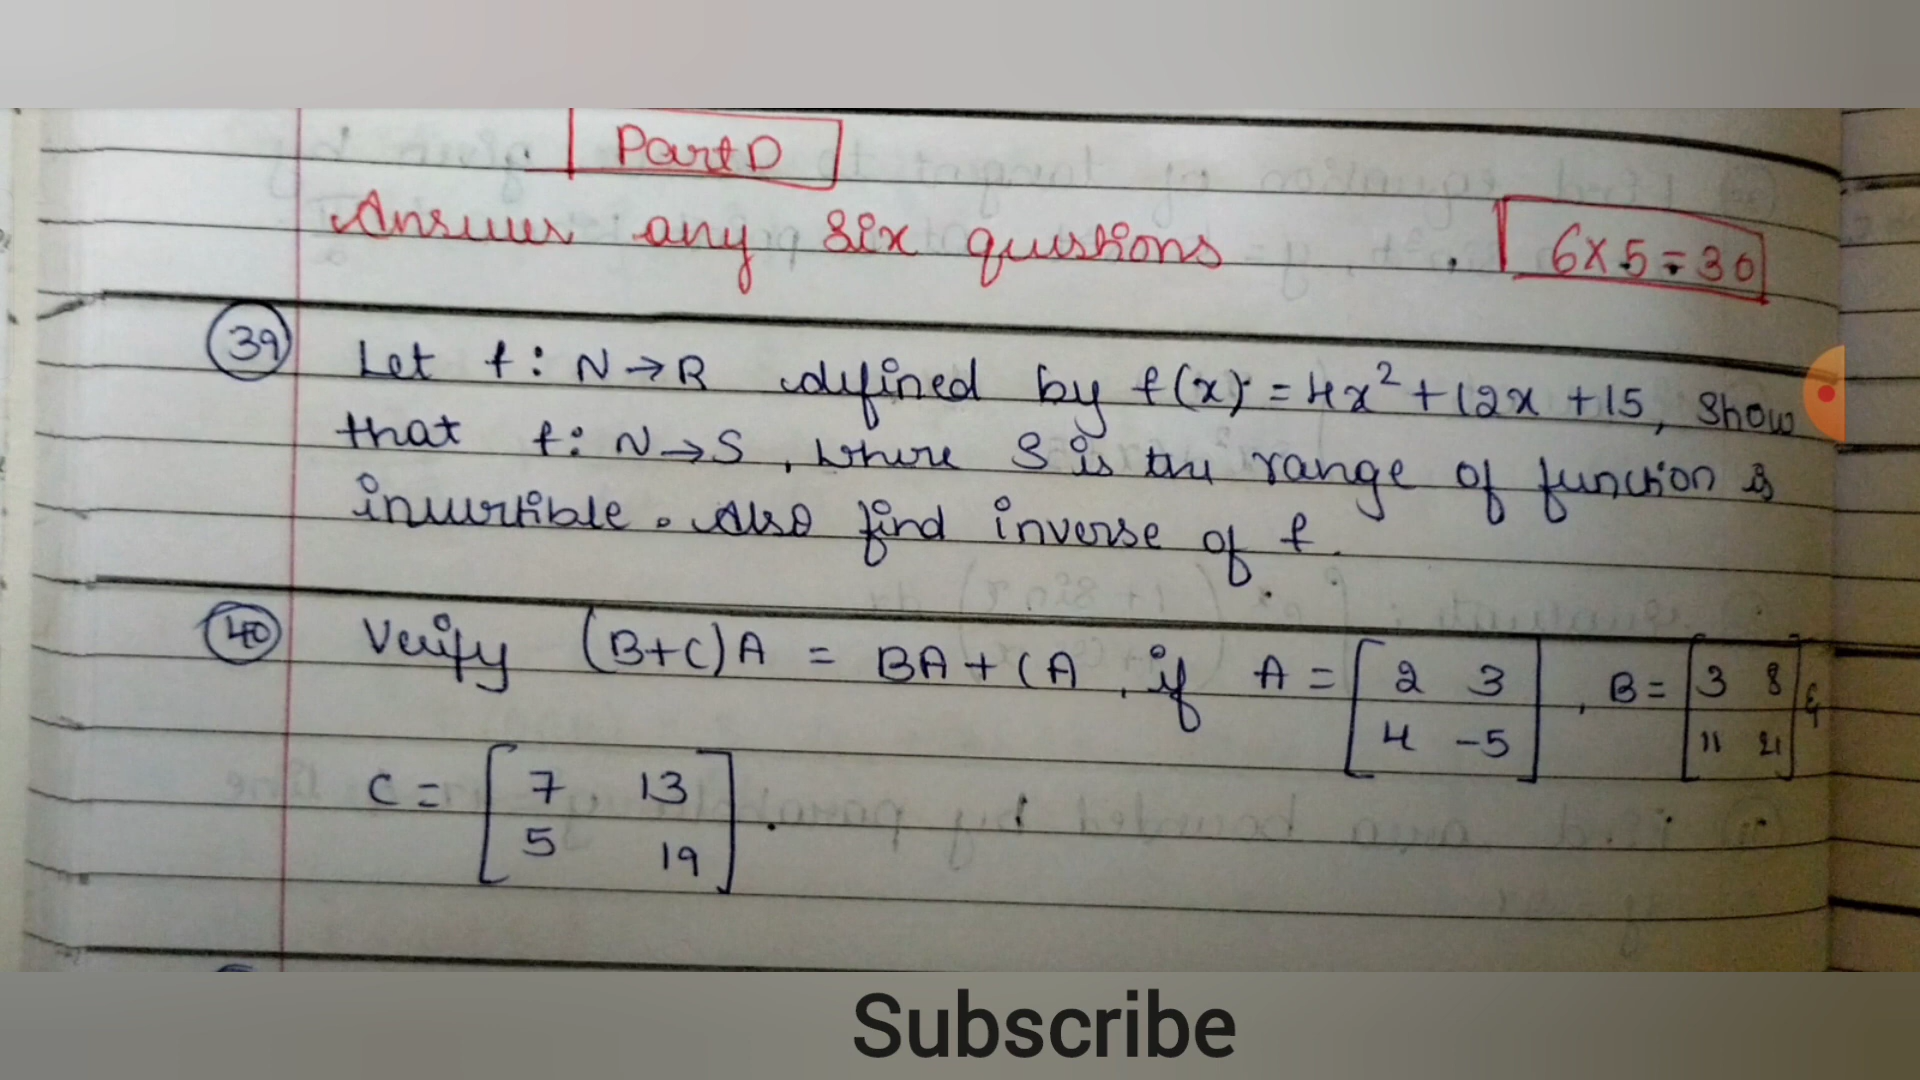 Part D
Answer any six questions . 6x5=30
39 Let f: N→R defined by f(x) = 4x² + 12x + 15, Show
that f: N→S, where S is the range of function is
invertible. Also find inverse of f.
40 Verify (B+C)A = BA + CA, if A = [2 3 4 -5], B = [3 8 11 21] &
C = [7 13 5 19].
Subscribe